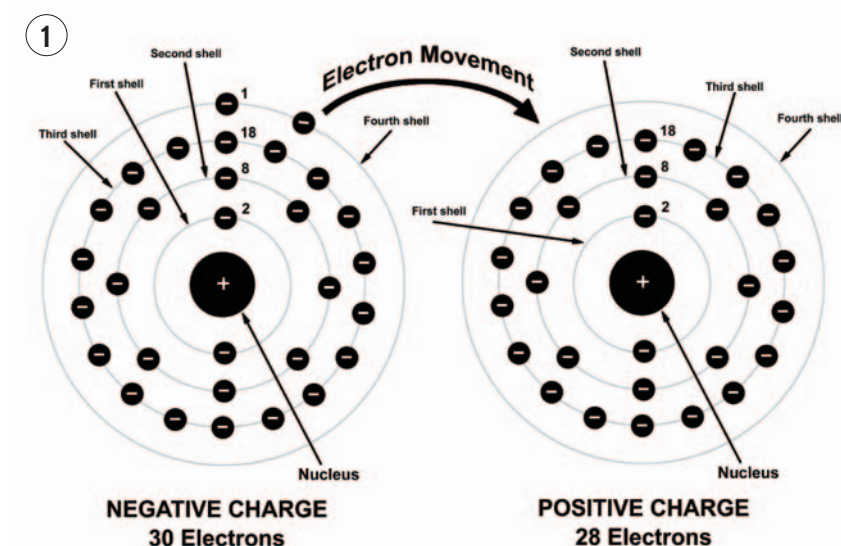 1
Electron Movement
Second shell
First shell
Third shell
Fourth shell
1
18
8
2
+
Nucleus
NEGATIVE CHARGE
30 Electrons
Second shell
Third shell
Fourth shell
First shell
18
8
2
+
Nucleus
POSITIVE CHARGE
28 Electrons